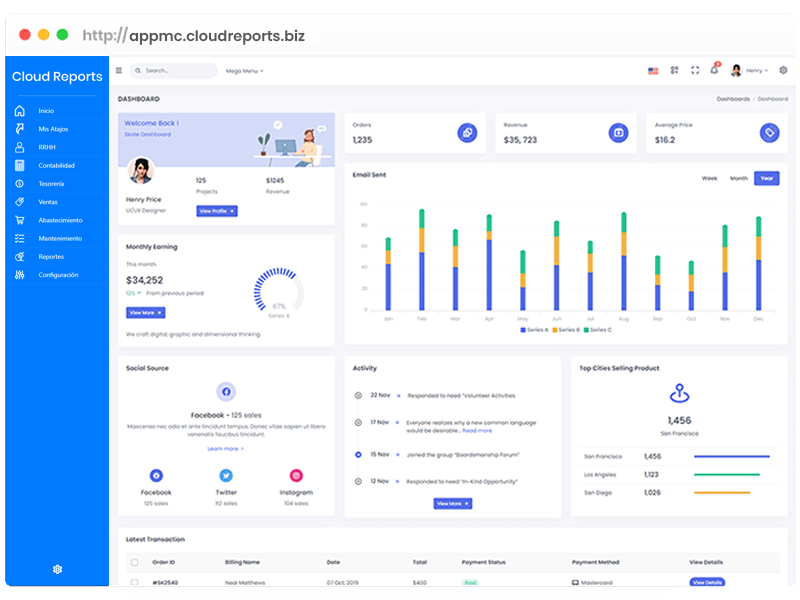 http://appmc.cloudreports.biz
Cloud Reports
Search...
Mega Menu
Henry
Inicio
Mis Atajos
RRHH
Contabilidad
Tesorería
Ventas
Abastecimiento
Mantenimiento
Reportes
Configuración
DASHBOARD
Dashboards / Dashboard
Welcome Back !
Skote Dashboard
Henry Price
UI/UX Designer
125
Projects
$1245
Revenue
View Profile
Orders
1,235
Revenue
$35, 723
Average Price
$16.2
Monthly Earning
This month
$34,252
12% From previous period
View More
67%
Series A
We craft digital, graphic and dimensional thinking.
Email Sent
Week Month Year
100
80
60
40
20
0
Jan Feb Mar Apr May Jun Jul Aug Sep Oct Nov Dec
Series A Series B Series C
Social Source
Facebook - 125 sales
Maecenas nec odio et ante tincidunt tempus. Donec vitae sapien ut libero
venenatis faucibus tincidunt.
Learn more
Facebook
125 sales
Twitter
112 sales
Instagram
104 sales
Activity
22 Nov Responded to need "Volunteer Activities
17 Nov Everyone realizes why a new common language
would be desirable... Read more
15 Nov Joined the group "Boardsmanship Forum"
12 Nov Responded to need "In-Kind Opportunity"
View More
Top Cities Selling Product
1,456
San Francisco
San Francisco 1,456
Los Angeles 1,123
San Diego 1,026
Latest Transaction
Order ID Billing Name Date Total Payment Status Payment Method View Details
#SK2540 Neal Matthews 07 Oct, 2019 $400 Paid Mastercard View Details